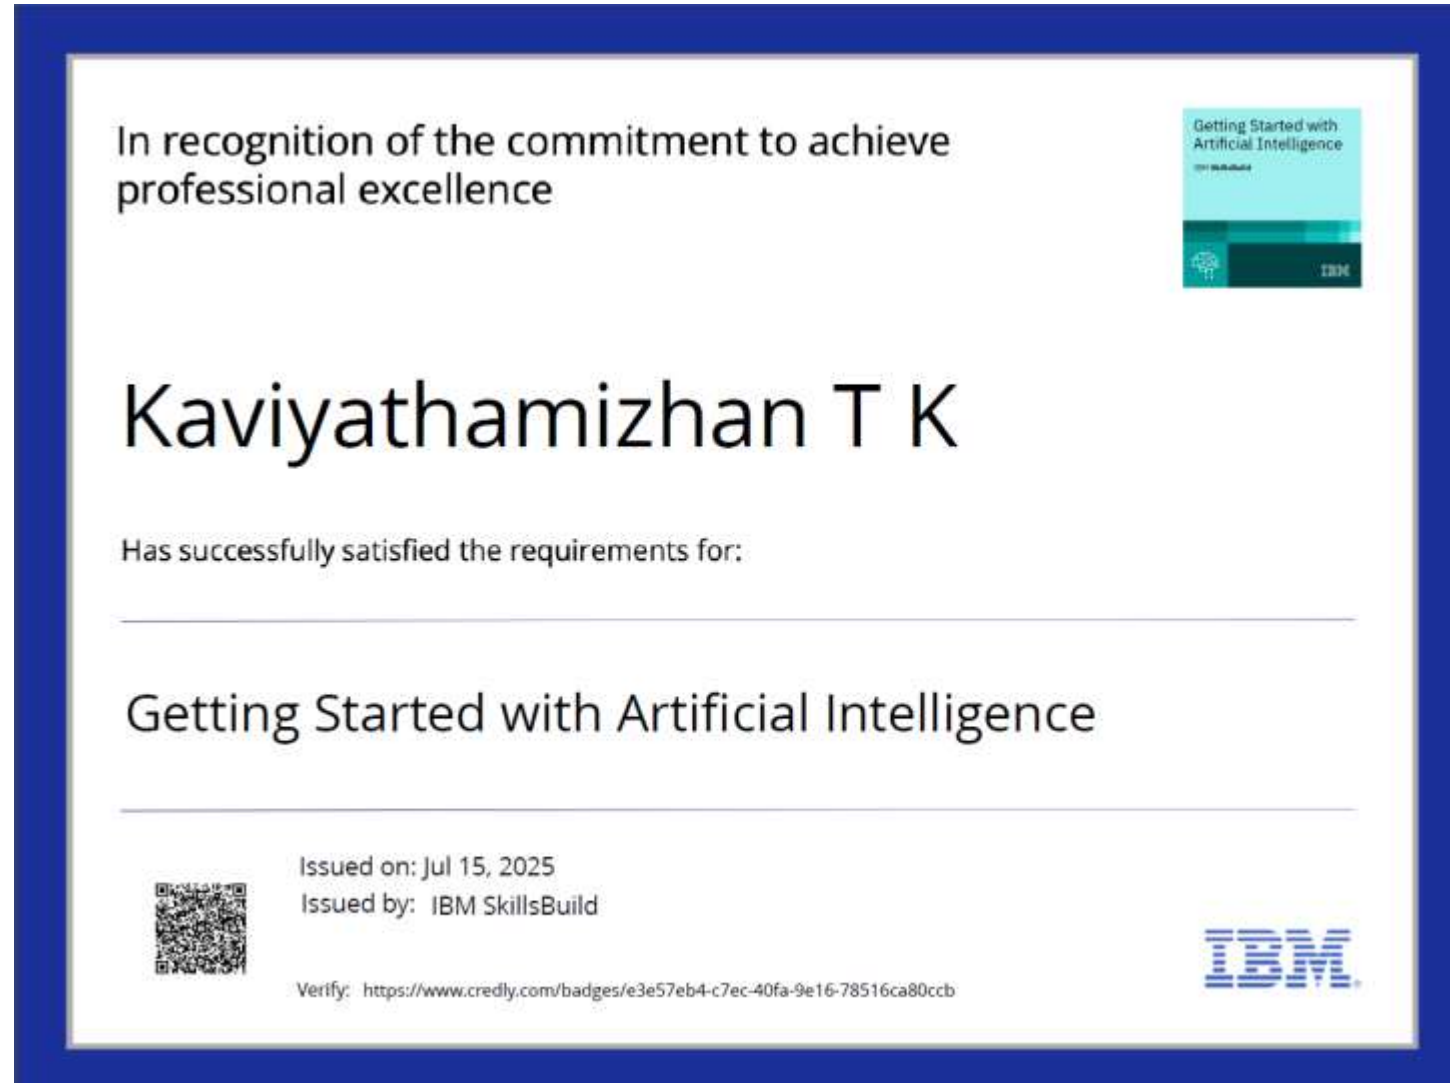 In recognition of the commitment to achieve
professional excellence
Getting Started with
Artificial Intelligence
IBM SkillsBuild
IBM
Kaviyathamizhan T K
Has successfully satisfied the requirements for:
Getting Started with Artificial Intelligence
Issued on: Jul 15, 2025
Issued by: IBM SkillsBuild
Verify: https://www.credly.com/badges/e3e57eb4-c7ec-40fa-9e16-78516ca80ccb
IBM.